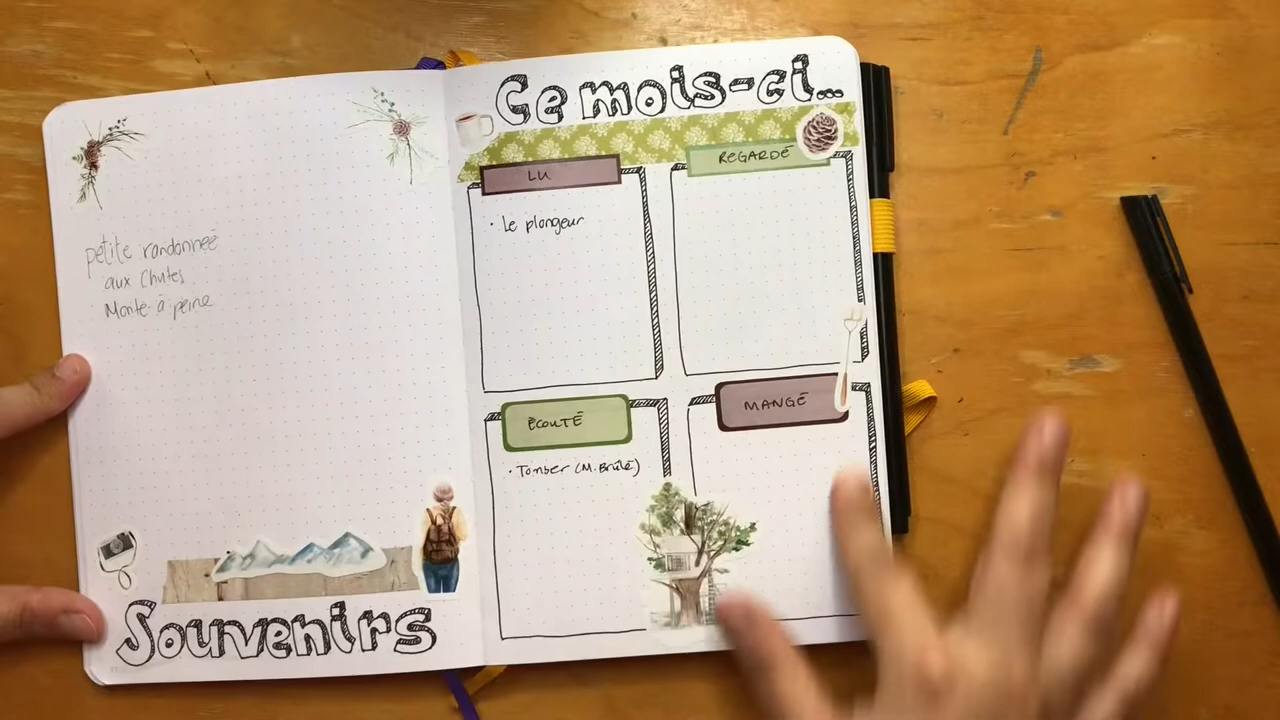 petite randonnée
aux Chutes
Monte-à-peine
Souvenirs
Ce mois-ci...
LU
• Le plongeur
REGARDÉ
ÉCOUTÉ
• Tomber (M. Brûlé)
MANGÉ